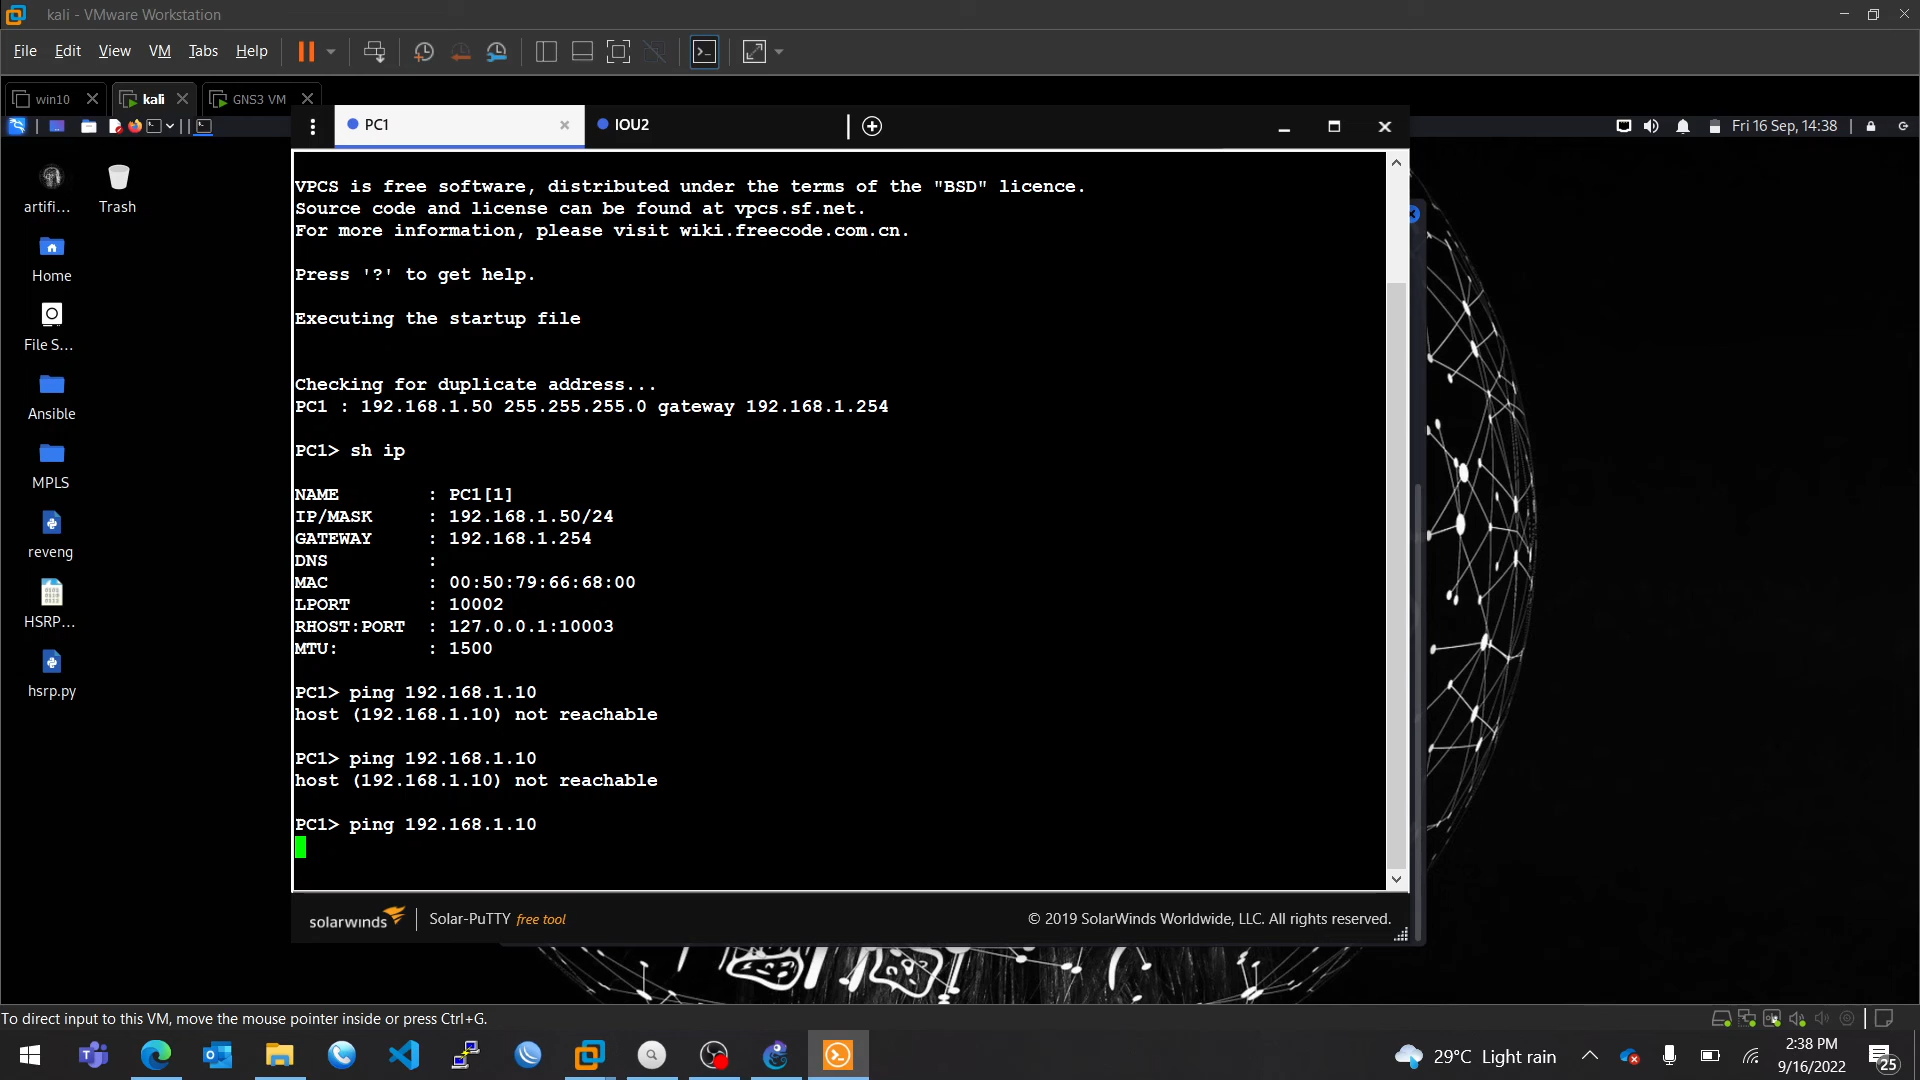 kali - VMware Workstation
File Edit View VM Tabs Help
win10 kali GNS3 VM
PC1 IOU2
Fri 16 Sep, 14:38
VPCS is free software, distributed under the terms of the "BSD" licence.
Source code and license can be found at vpcs.sf.net.
For more information, please visit wiki.freecode.com.cn.
Press '?' to get help.
Executing the startup file
Checking for duplicate address...
PC1 : 192.168.1.50 255.255.255.0 gateway 192.168.1.254
PC1> sh ip
NAME : PC1[1]
IP/MASK : 192.168.1.50/24
GATEWAY : 192.168.1.254
DNS :
MAC : 00:50:79:66:68:00
LPORT : 10002
RHOST:PORT : 127.0.0.1:10003
MTU: : 1500
PC1> ping 192.168.1.10
host (192.168.1.10) not reachable
PC1> ping 192.168.1.10
host (192.168.1.10) not reachable
PC1> ping 192.168.1.10
solarwinds Solar-PuTTY free tool
© 2019 SolarWinds Worldwide, LLC. All rights reserved.
artifi...
Trash
Home
File S...
Ansible
MPLS
reveng
HSRP...
hsrp.py
To direct input to this VM, move the mouse pointer inside or press Ctrl+G.
29°C Light rain
2:38 PM
9/16/2022
25